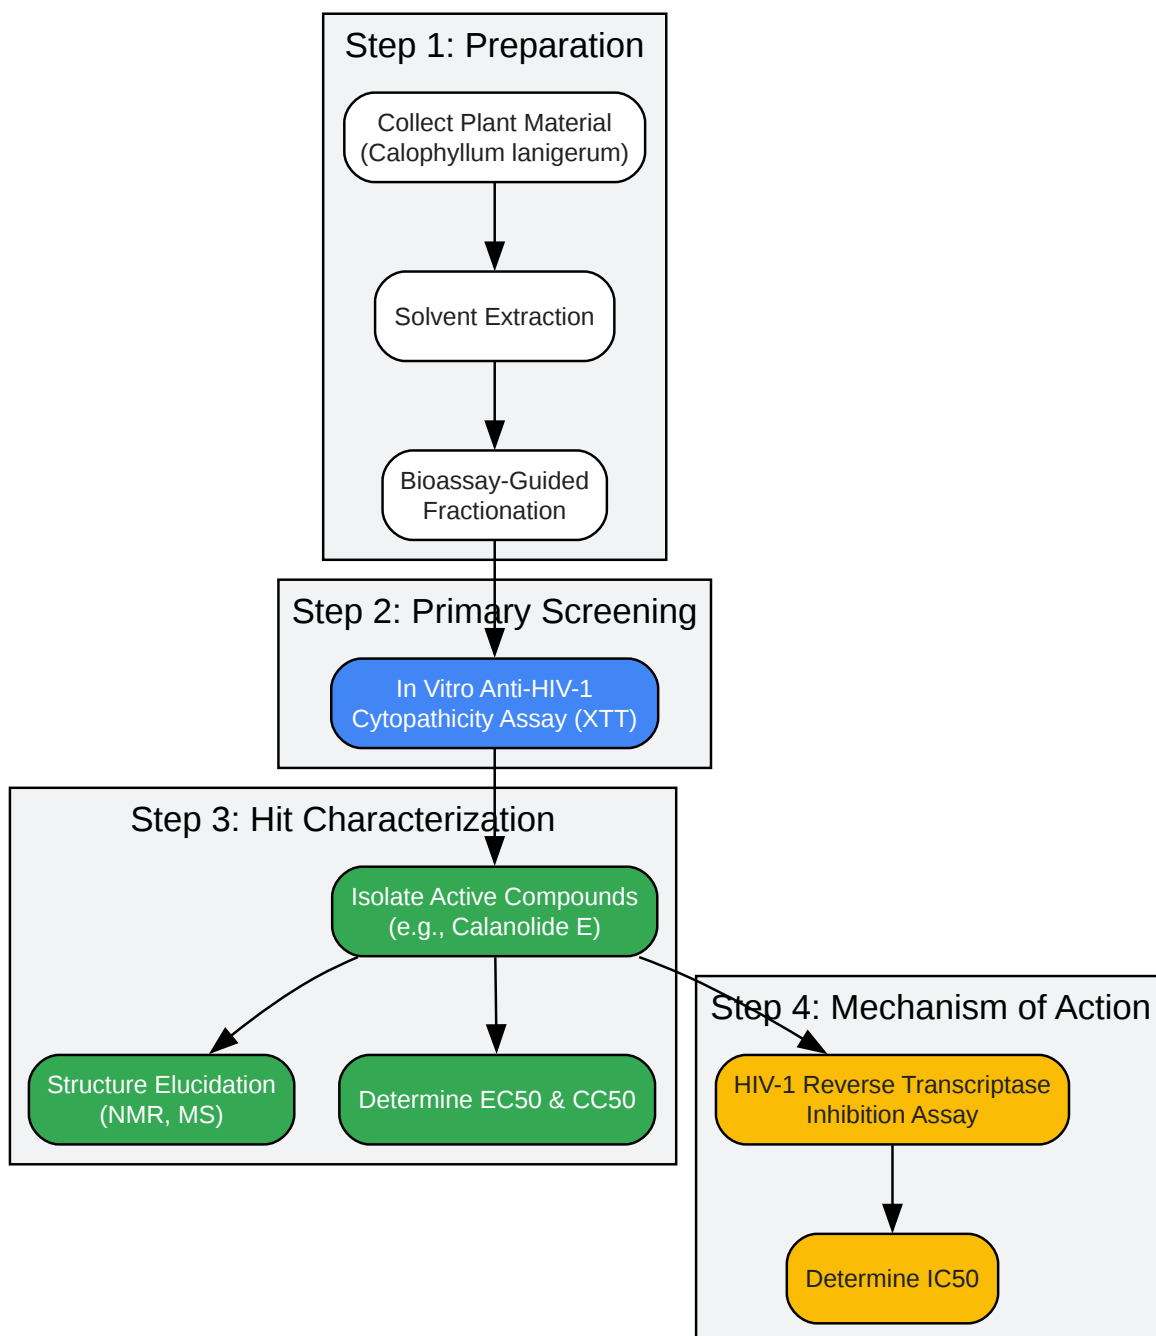 Step 1: Preparation
Collect Plant Material
(Calophyllum lanigerum)
Solvent Extraction
Bioassay-Guided
Fractionation
Step 2: Primary Screening
In Vitro Anti-HIV-1
Cytopathicity Assay (XTT)
Step 3: Hit Characterization
Isolate Active Compounds
(e.g., Calanolide E)
Structure Elucidation
(NMR, MS)
Determine EC50 & CC50
Step 4: Mechanism of Action
HIV-1 Reverse Transcriptase
Inhibition Assay
Determine IC50